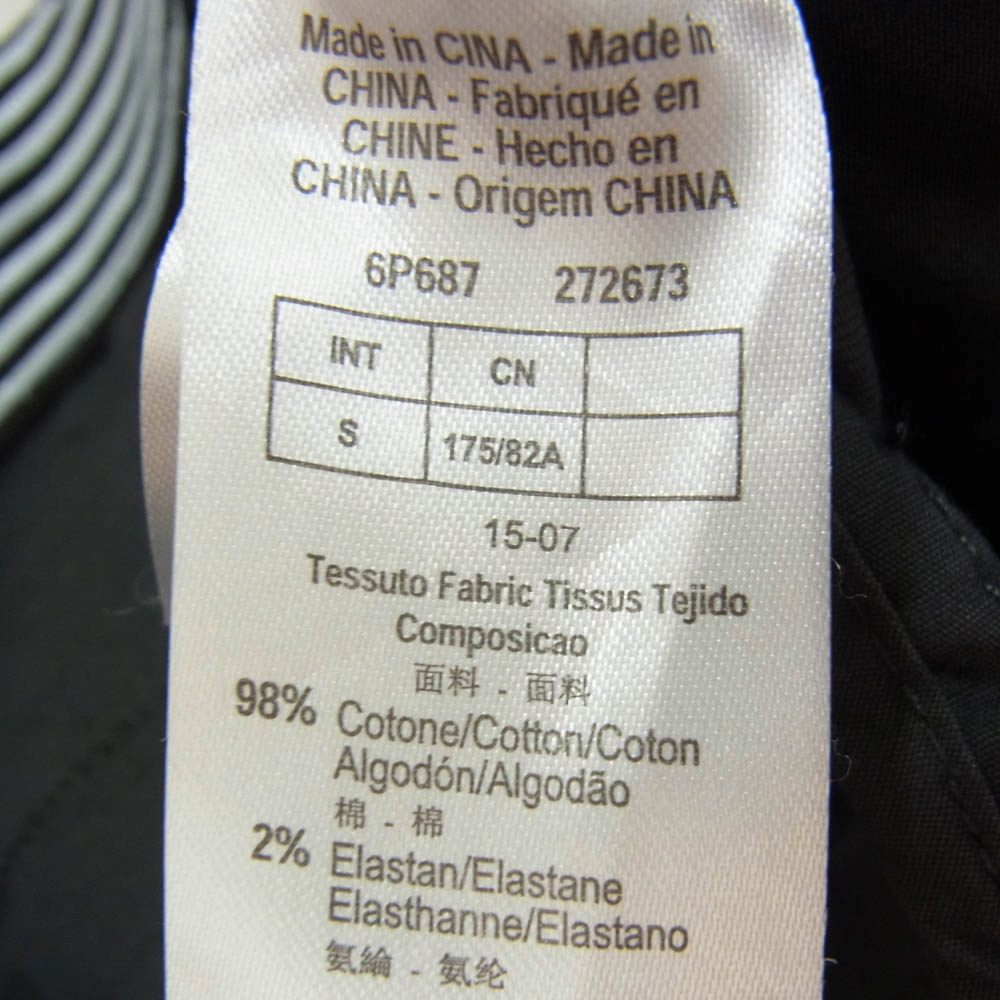 Made in CINA - Made in
CHINA - Fabriqué en
CHINE - Hecho en
CHINA - Origem CHINA
6P687 272673
INT CN
S 175/82A
15-07
Tessuto Fabric Tissus Tejido
Composicao
面料 - 面料
98% Cotone/Cotton/Coton
Algodón/Algodão
棉 - 棉
2% Elastan/Elastane
Elasthanne/Elastano
氨綸 - 氨纶